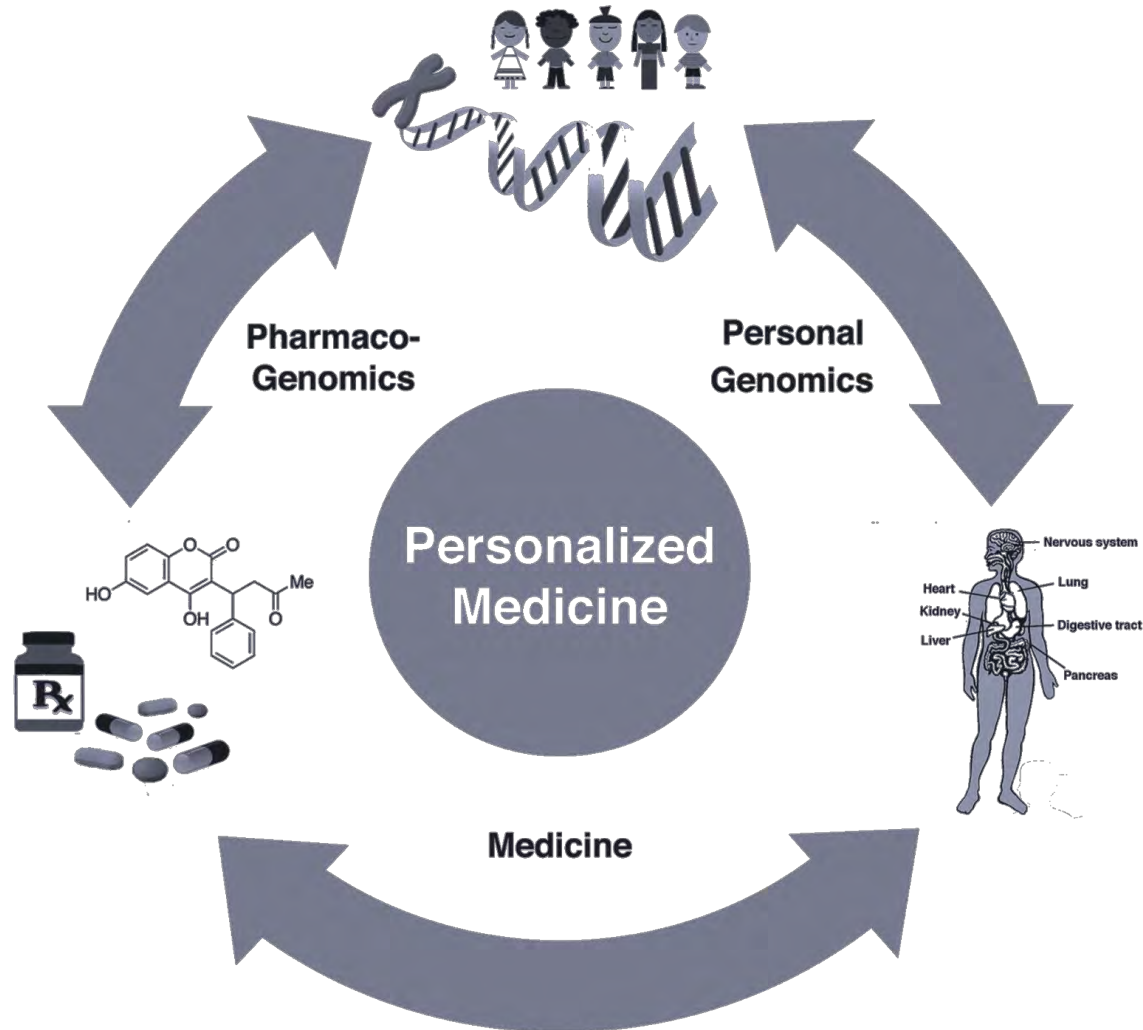 Pharmaco-
Genomics
Personal
Genomics
Personalized
Medicine
O
O
HO
OH
O
Me
Rx
Nervous system
Heart
Lung
Kidney
Digestive tract
Liver
Pancreas
Medicine